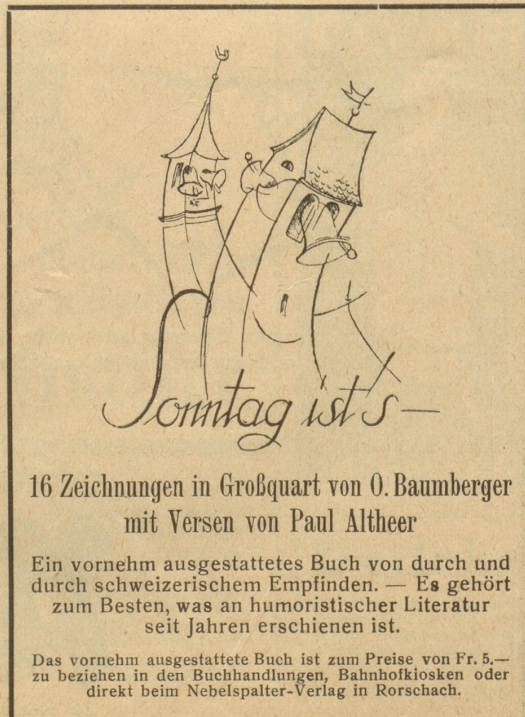 Sonntag ist's —
16 Zeichnungen in Großquart von O. Baumberger
mit Versen von Paul Altheer
Ein vornehm ausgestattetes Buch von durch und
durch schweizerischem Empfinden. — Es gehört
zum Besten, was an humoristischer Literatur
seit Jahren erschienen ist.
Das vornehm ausgestattete Buch ist zum Preise von Fr. 5.—
zu beziehen in den Buchhandlungen, Bahnhofkiosken oder
direkt beim Nebelspalter-Verlag in Rorschach.